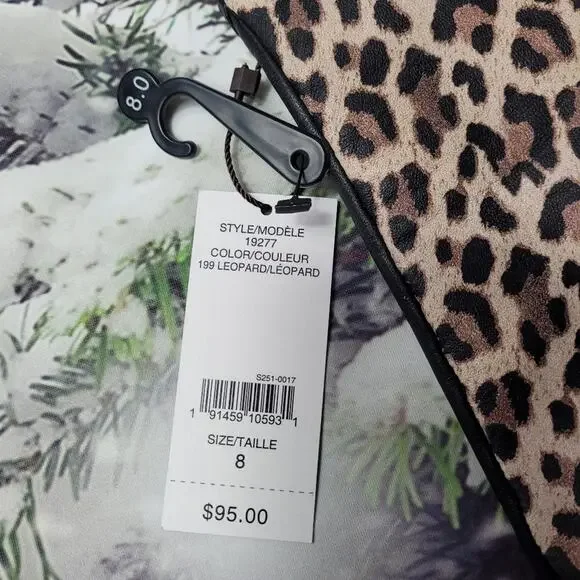 8.0
STYLE/MODÈLE
19277
COLOR/COULEUR
199 LEOPARD/LÉOPARD
S251-0017
1 91459 10593 1
SIZE/TAILLE
8
$95.00